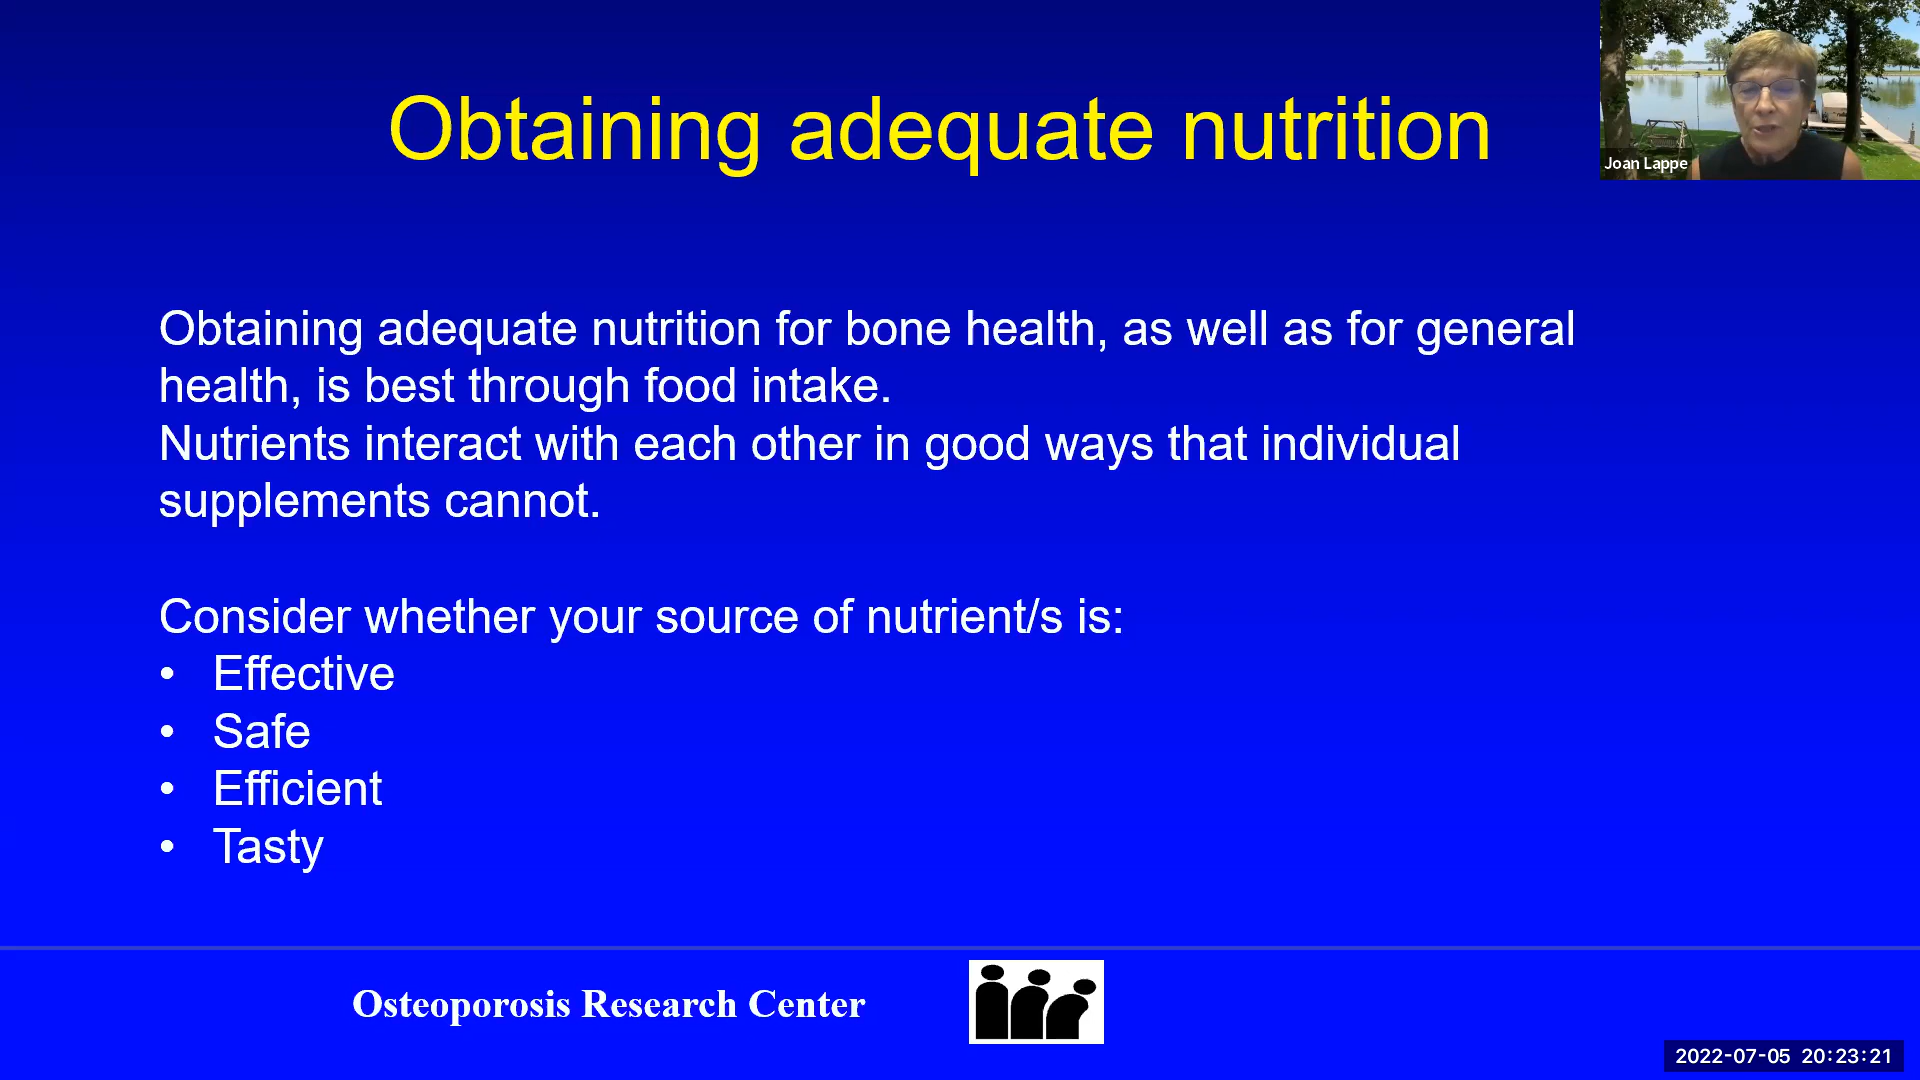 Obtaining adequate nutrition
Joan Lappe
Obtaining adequate nutrition for bone health, as well as for general
health, is best through food intake.
Nutrients interact with each other in good ways that individual
supplements cannot.
Consider whether your source of nutrient/s is:
• Effective
• Safe
• Efficient
• Tasty
Osteoporosis Research Center
2022-07-05 20:23:21